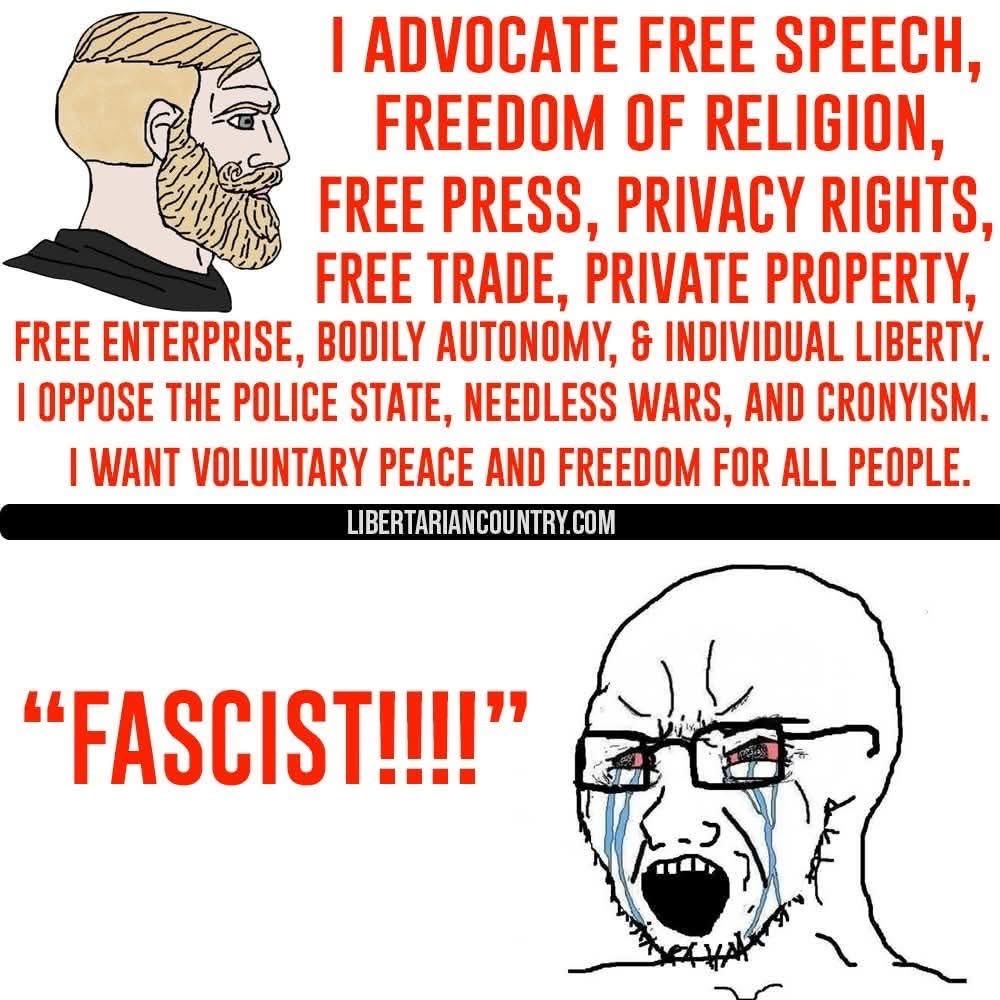 I ADVOCATE FREE SPEECH,
FREEDOM OF RELIGION,
FREE PRESS, PRIVACY RIGHTS,
FREE TRADE, PRIVATE PROPERTY,
FREE ENTERPRISE, BODILY AUTONOMY, & INDIVIDUAL LIBERTY.
I OPPOSE THE POLICE STATE, NEEDLESS WARS, AND CRONYISM.
I WANT VOLUNTARY PEACE AND FREEDOM FOR ALL PEOPLE.
LIBERTARIANCOUNTRY.COM
“FASCIST!!!!”